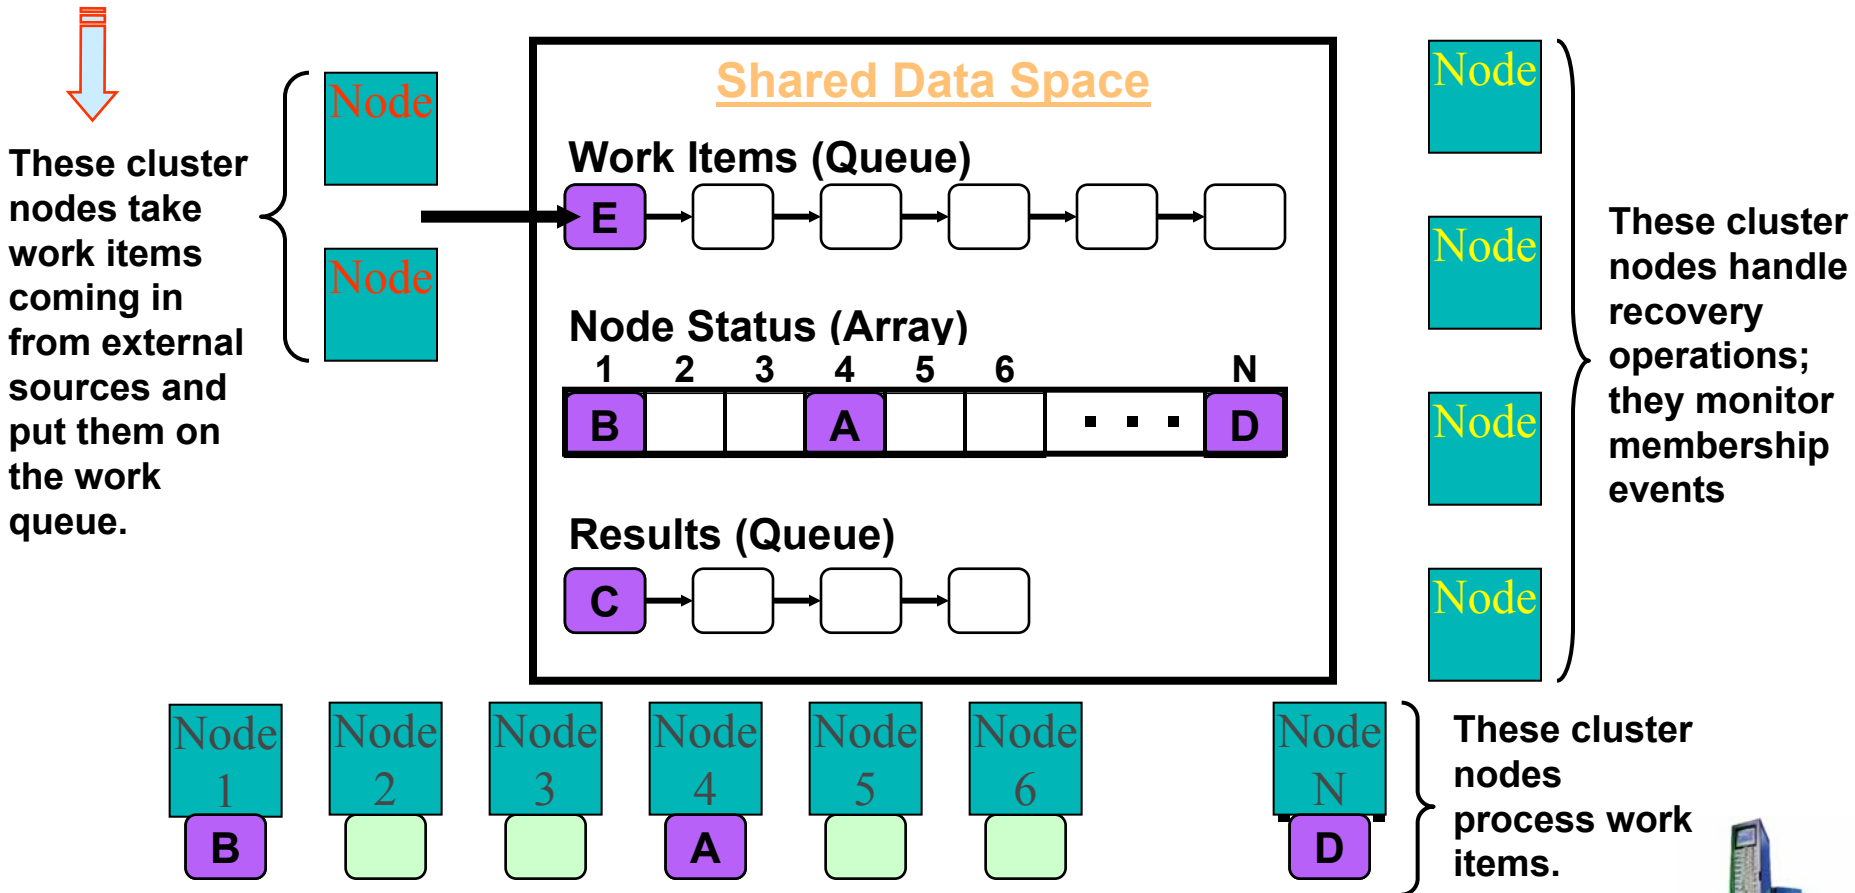 These cluster
nodes take
work items
coming in
from external
sources and
put them on
the work
queue.
Node
Node
Shared Data Space
Work Items (Queue)
E
Node Status (Array)
1 2 3 4 5 6 N
B A . . . D
Results (Queue)
C
Node
Node
Node
Node
These cluster
nodes handle
recovery
operations;
they monitor
membership
events
Node
1
B
Node
2
Node
3
Node
4
A
Node
5
Node
6
Node
N
D
These cluster
nodes
process work
items.